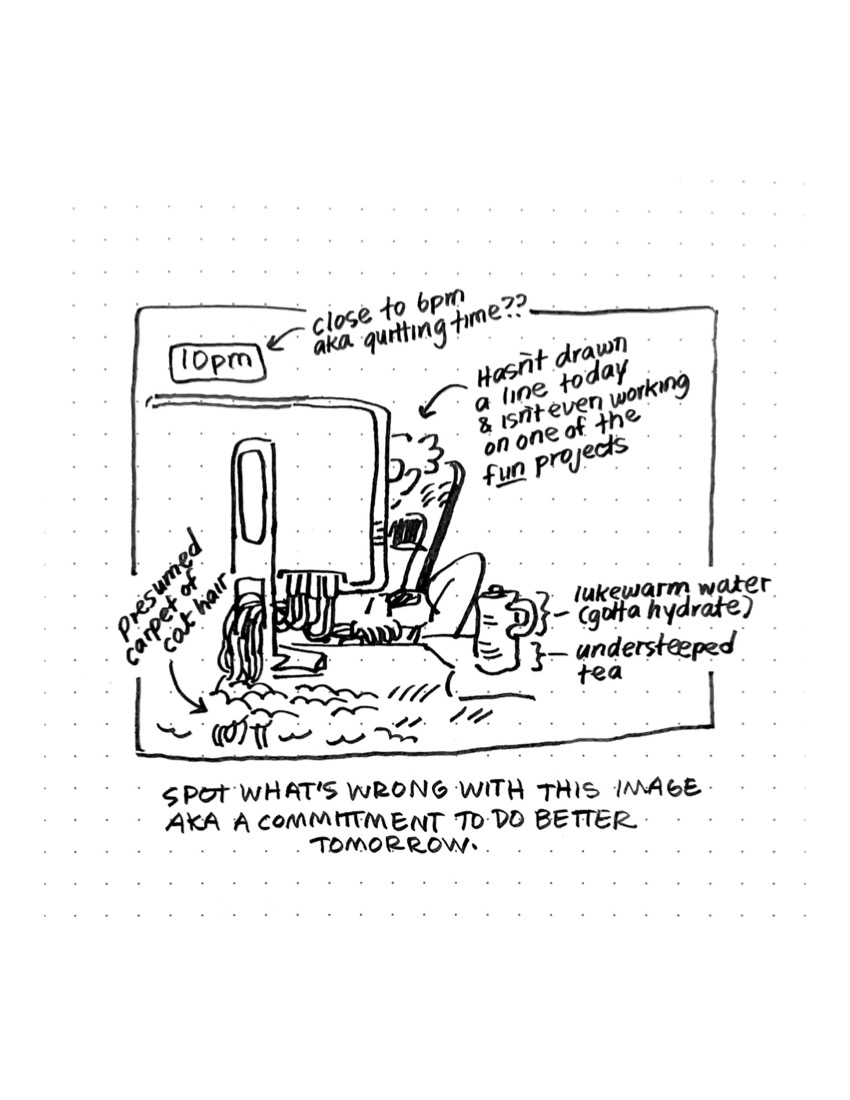 close to 6pm
aka quitting time??
10pm
Hasn't drawn
a line today
& isn't even working
on one of the
fun projects
presumed
carpet of
cat hair
lukewarm water
(gotta hydrate)
understeeped
tea
SPOT WHAT'S WRONG WITH THIS IMAGE
AKA A COMMITMENT TO DO BETTER
TOMORROW.